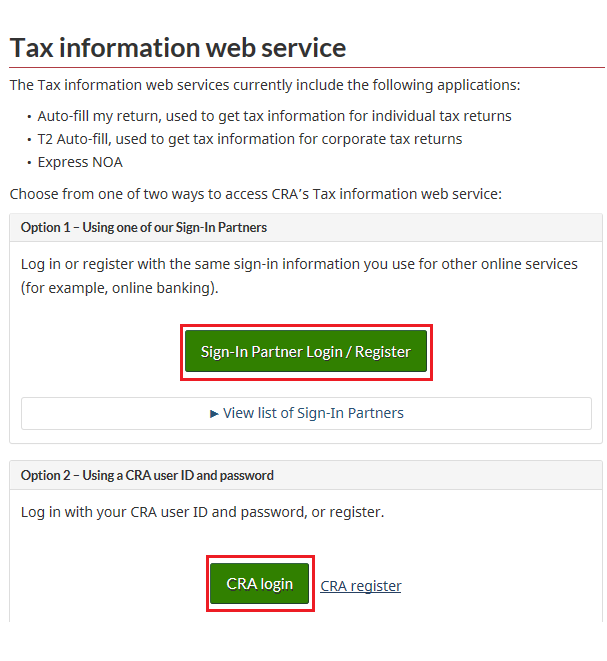 Tax information web service
The Tax information web services currently include the following applications:
• Auto-fill my return, used to get tax information for individual tax returns
• T2 Auto-fill, used to get tax information for corporate tax returns
• Express NOA
Choose from one of two ways to access CRA’s Tax information web service:
Option 1 – Using one of our Sign-In Partners
Log in or register with the same sign-in information you use for other online services
(for example, online banking).
Sign-In Partner Login / Register
▶ View list of Sign-In Partners
Option 2 – Using a CRA user ID and password
Log in with your CRA user ID and password, or register.
CRA login CRA register